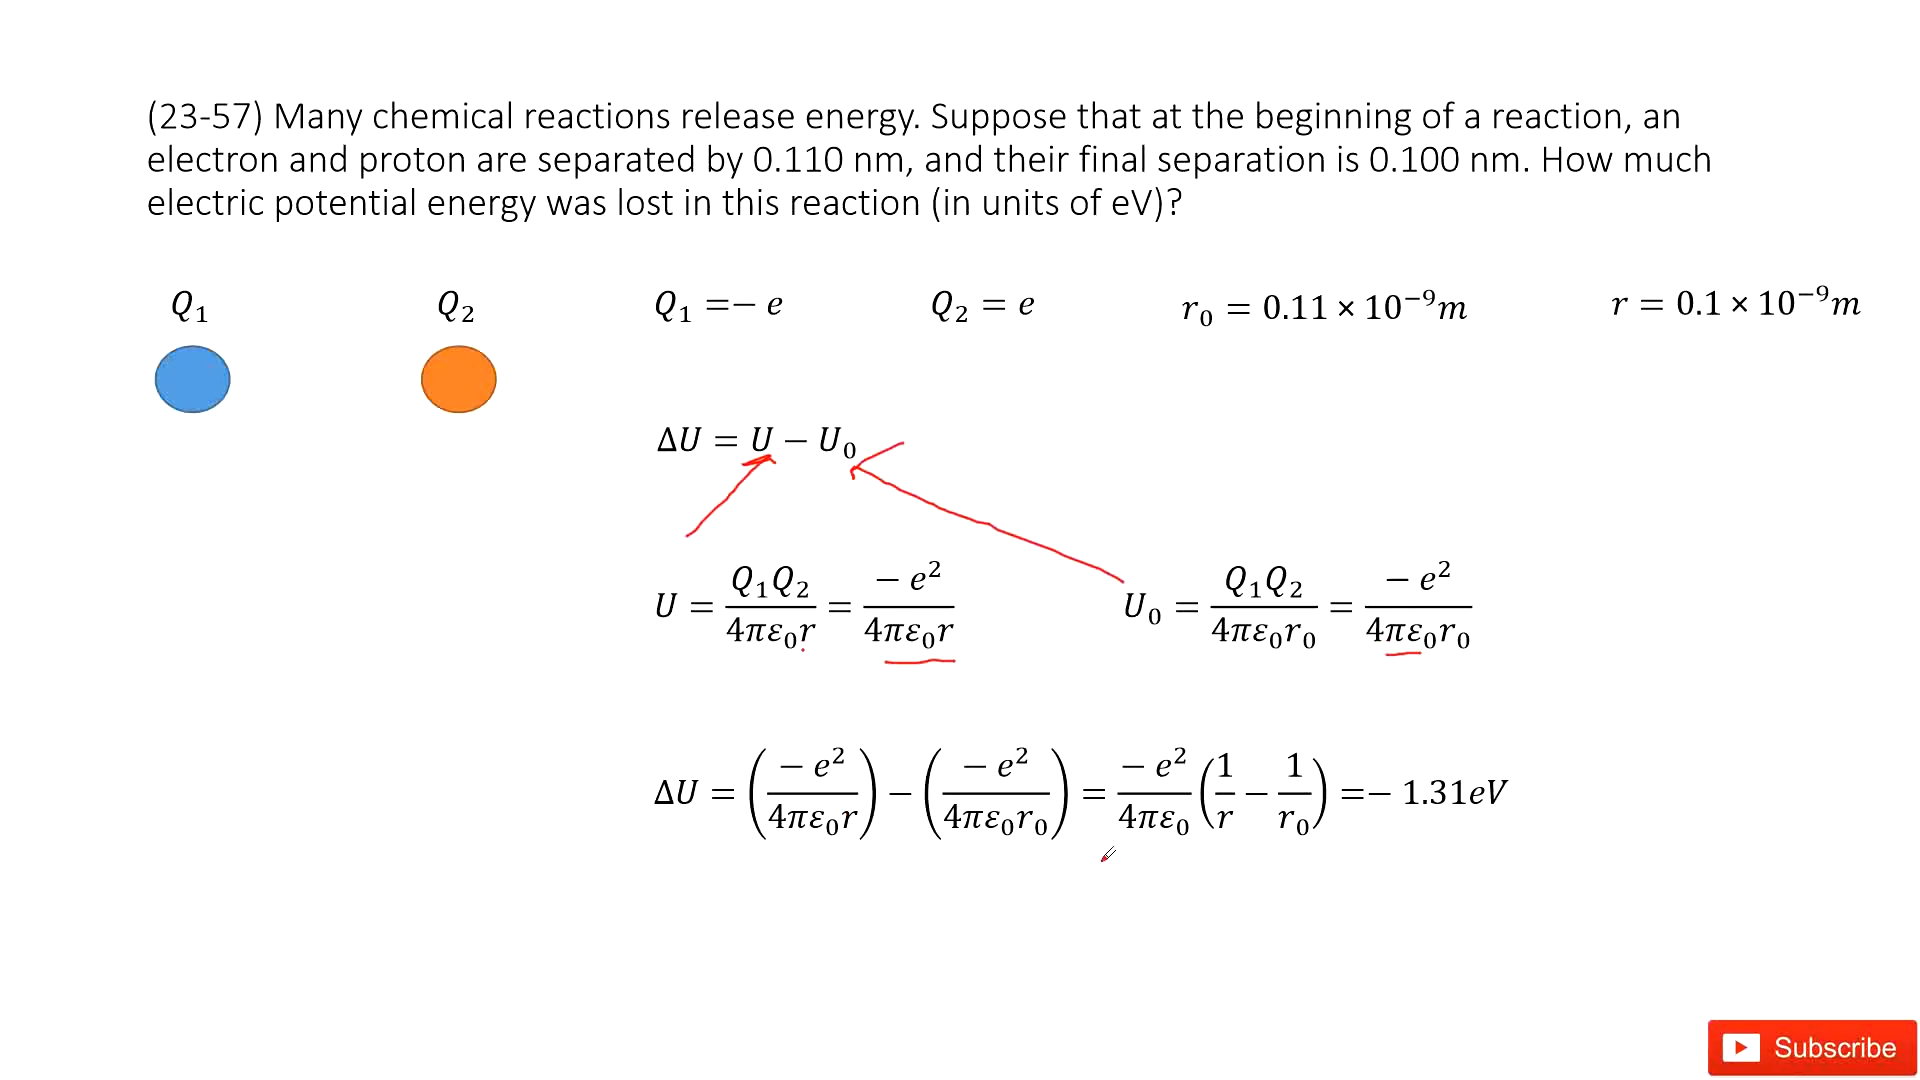 (23-57) Many chemical reactions release energy. Suppose that at the beginning of a reaction, an
electron and proton are separated by 0.110 nm, and their final separation is 0.100 nm. How much
electric potential energy was lost in this reaction (in units of eV)?
Q₁ Q₂ Q₁ =− e Q₂ = e r₀ = 0.11 × 10⁻⁹m r = 0.1 × 10⁻⁹m
ΔU = U − U₀
U = Q₁Q₂/4πε₀r = − e²/4πε₀r U₀ = Q₁Q₂/4πε₀r₀ = − e²/4πε₀r₀
ΔU = (− e²/4πε₀r) − (− e²/4πε₀r₀) = − e²/4πε₀ (1/r − 1/r₀) =− 1.31eV
Subscribe